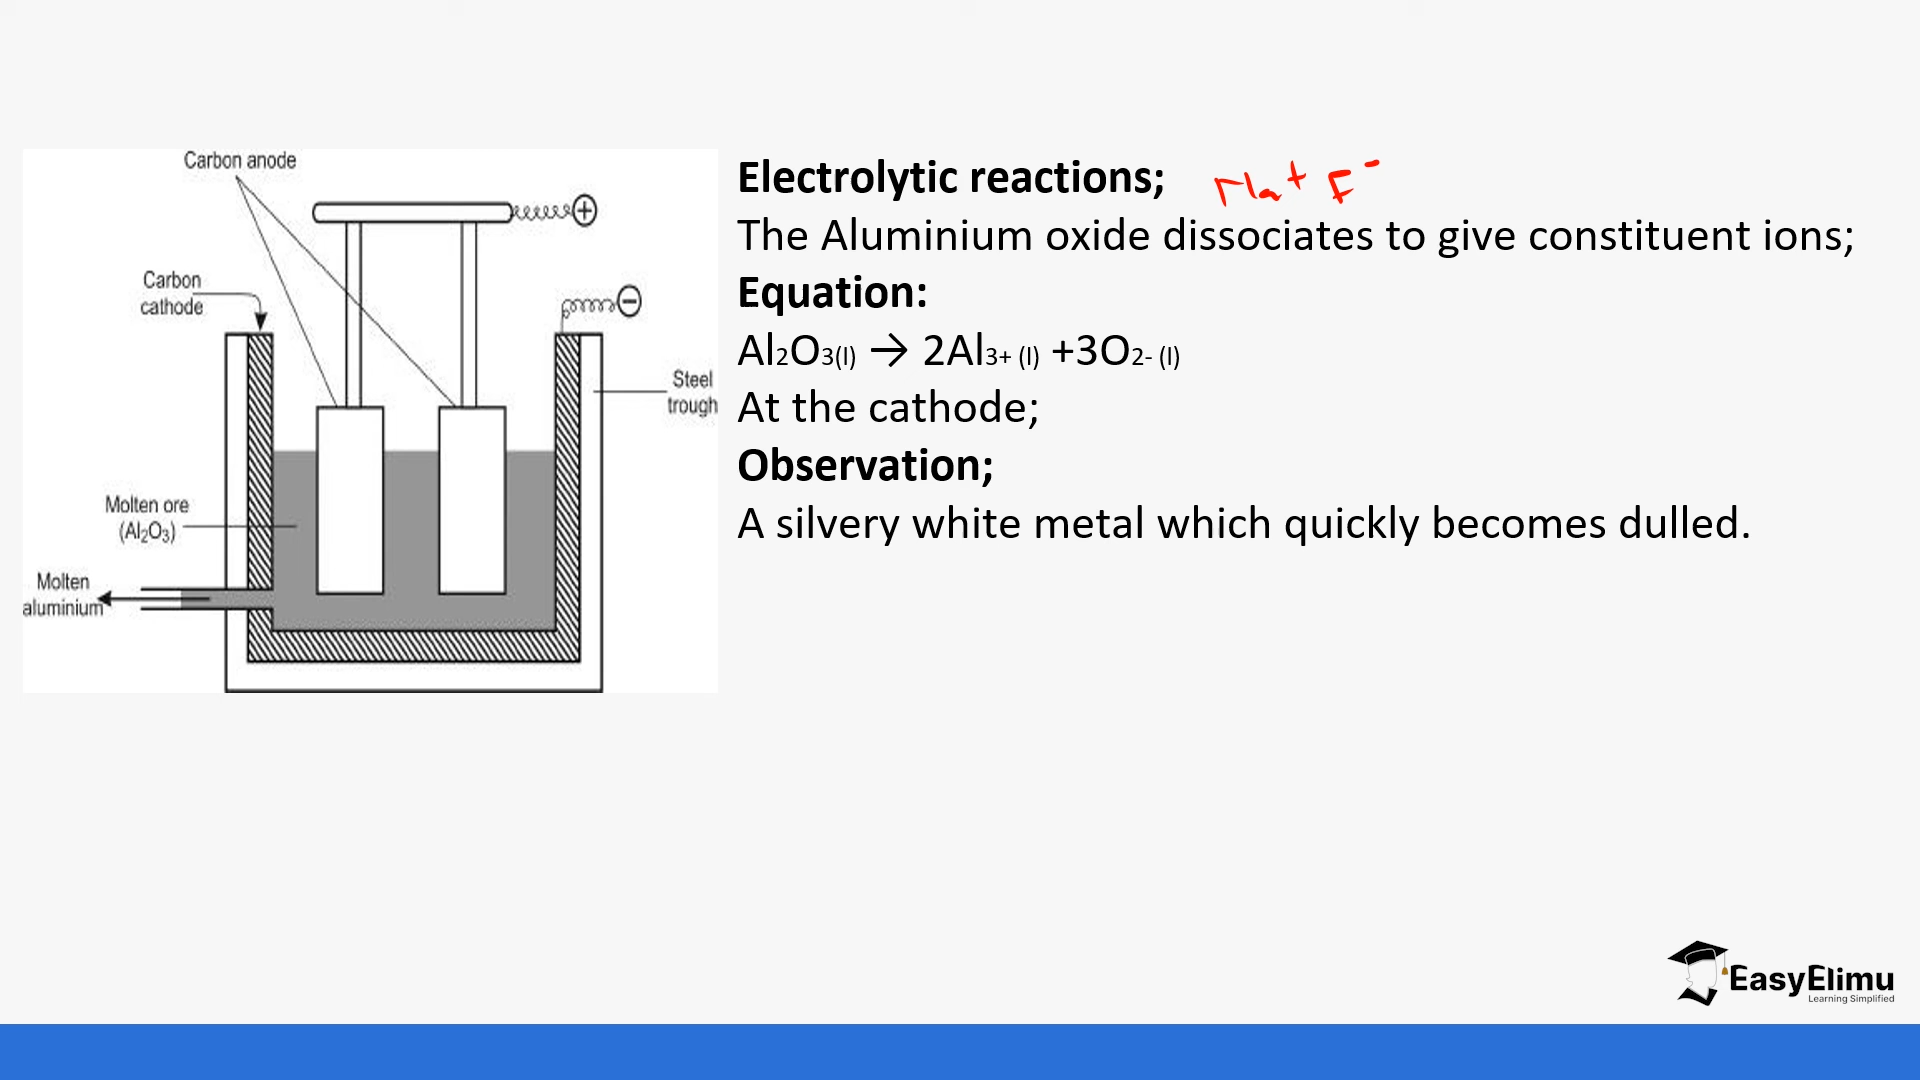 Carbon anode
+
Carbon
cathode
−
Steel
trough
Molten ore
(Al₂O₃)
Molten
aluminium
Electrolytic reactions; Na⁺ F⁻
The Aluminium oxide dissociates to give constituent ions;
Equation:
Al₂O₃₍ₗ₎ → 2Al₃₊ ₍ₗ₎ +3O₂₋ ₍ₗ₎
At the cathode;
Observation;
A silvery white metal which quickly becomes dulled.
EasyElimu
Learning Simplified